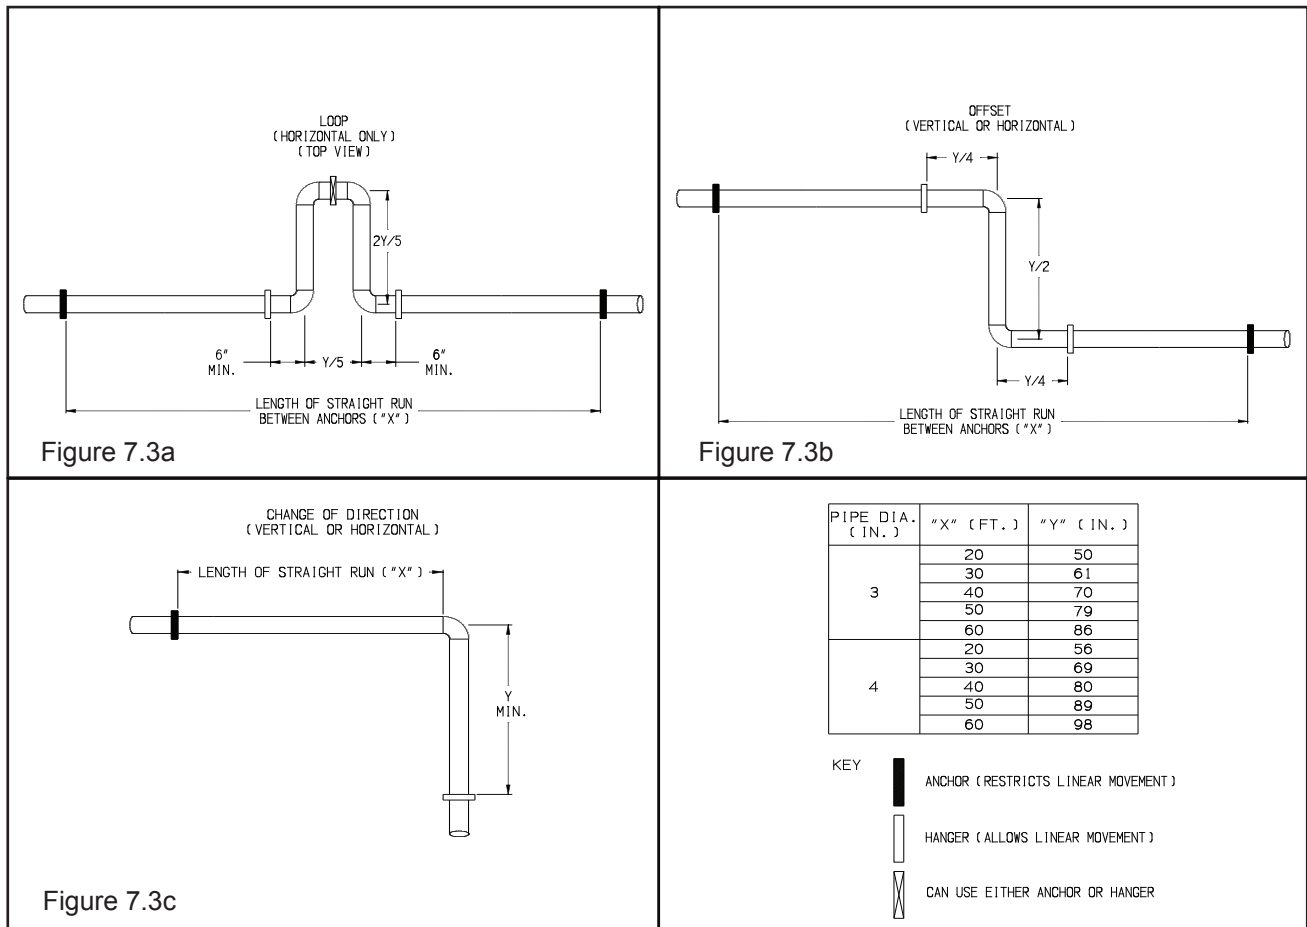 LOOP
(HORIZONTAL ONLY)
(TOP VIEW)
2Y/5
6"
MIN.
Y/5
6"
MIN.
LENGTH OF STRAIGHT RUN
BETWEEN ANCHORS ("X")
Figure 7.3a
OFFSET
(VERTICAL OR HORIZONTAL)
Y/4
Y/2
Y/4
LENGTH OF STRAIGHT RUN
BETWEEN ANCHORS ("X")
Figure 7.3b
CHANGE OF DIRECTION
(VERTICAL OR HORIZONTAL)
LENGTH OF STRAIGHT RUN ("X")
Y
MIN.
Figure 7.3c
PIPE DIA. (IN.) "X" (FT.) "Y" (IN.)
3
20 50
30 61
40 70
50 79
60 86
4
20 56
30 69
40 80
50 89
60 98
KEY
ANCHOR (RESTRICTS LINEAR MOVEMENT)
HANGER (ALLOWS LINEAR MOVEMENT)
CAN USE EITHER ANCHOR OR HANGER